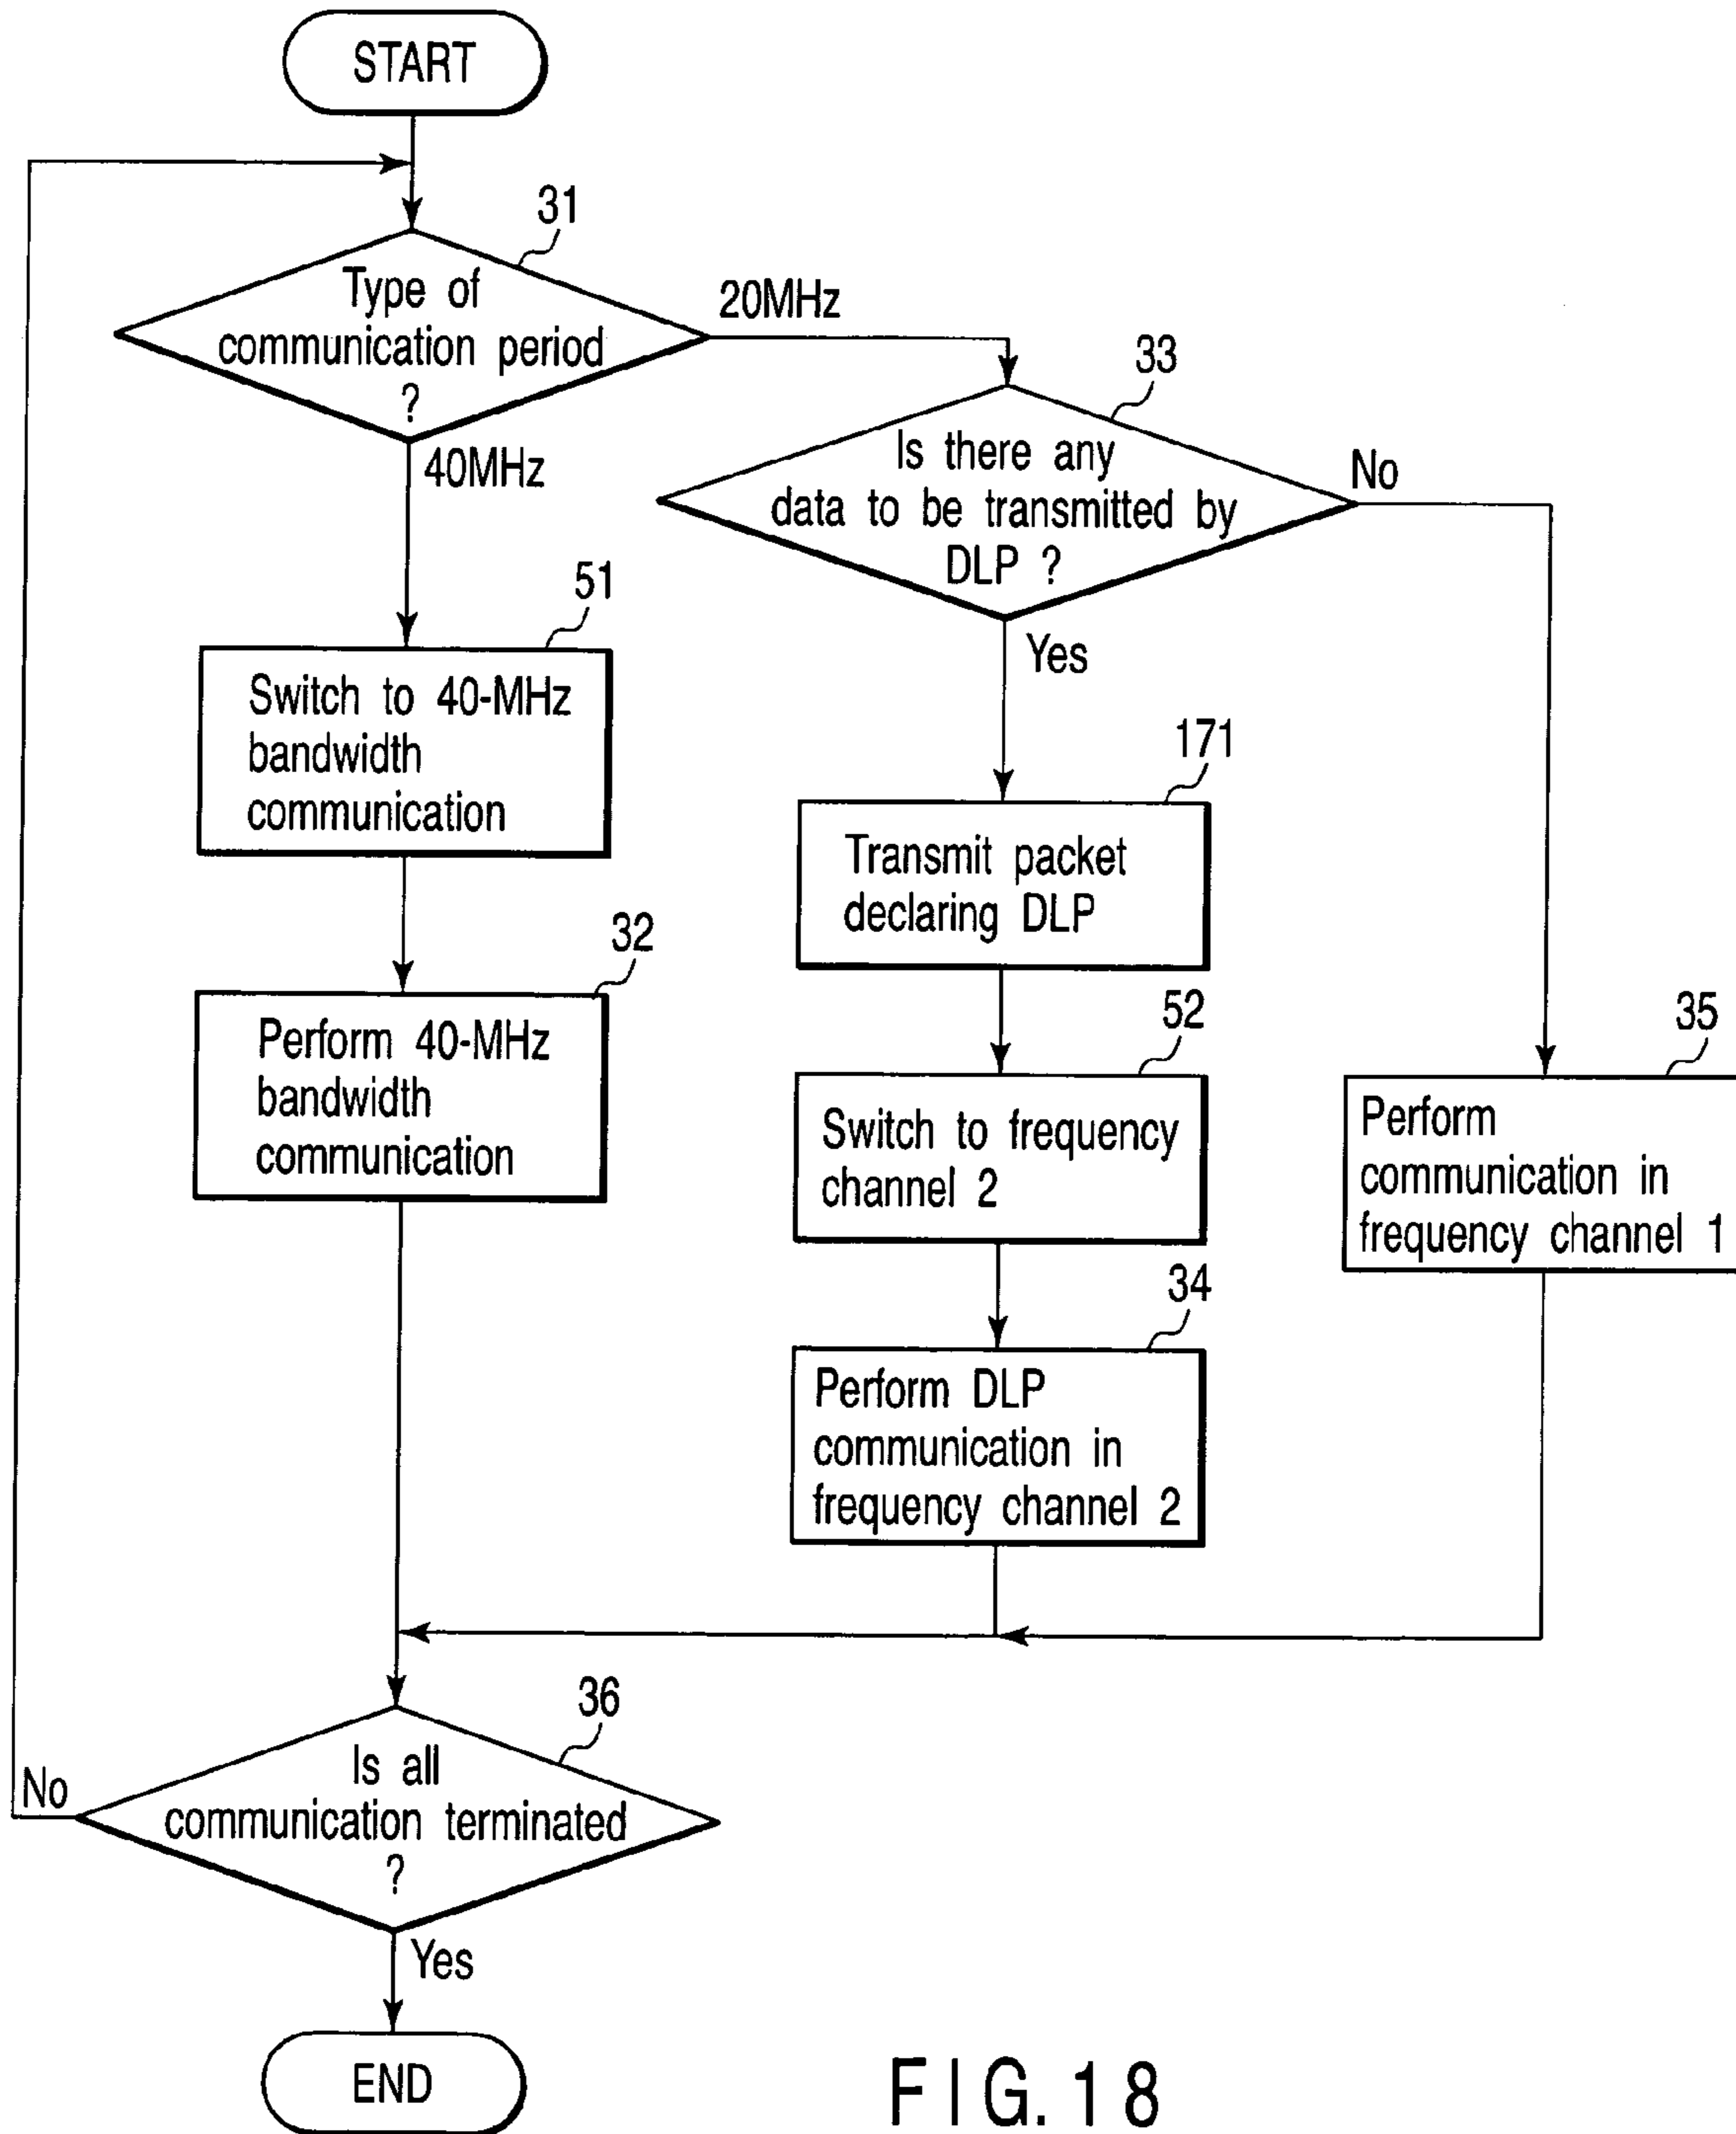 START
31
Type of
communication period
?
20MHz
40MHz
33
Is there any
data to be transmitted by
DLP ?
No
Yes
51
Switch to 40-MHz
bandwidth
communication
171
Transmit packet
declaring DLP
32
Perform 40-MHz
bandwidth
communication
52
Switch to frequency
channel 2
35
Perform
communication in
frequency channel 1
34
Perform DLP
communication in
frequency channel 2
36
Is all
communication terminated
?
No
Yes
END
FIG. 18